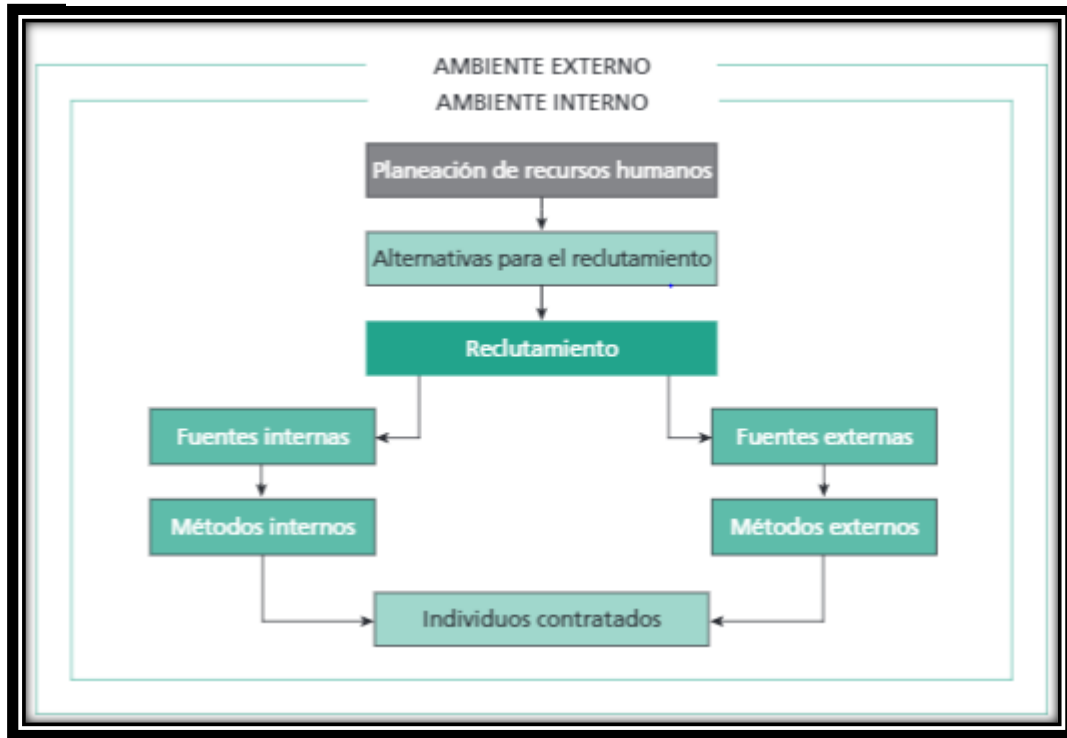 AMBIENTE EXTERNO
AMBIENTE INTERNO
Planeación de recursos humanos
Alternativas para el reclutamiento
Reclutamiento
Fuentes internas
Fuentes externas
Métodos internos
Métodos externos
Individuos contratados